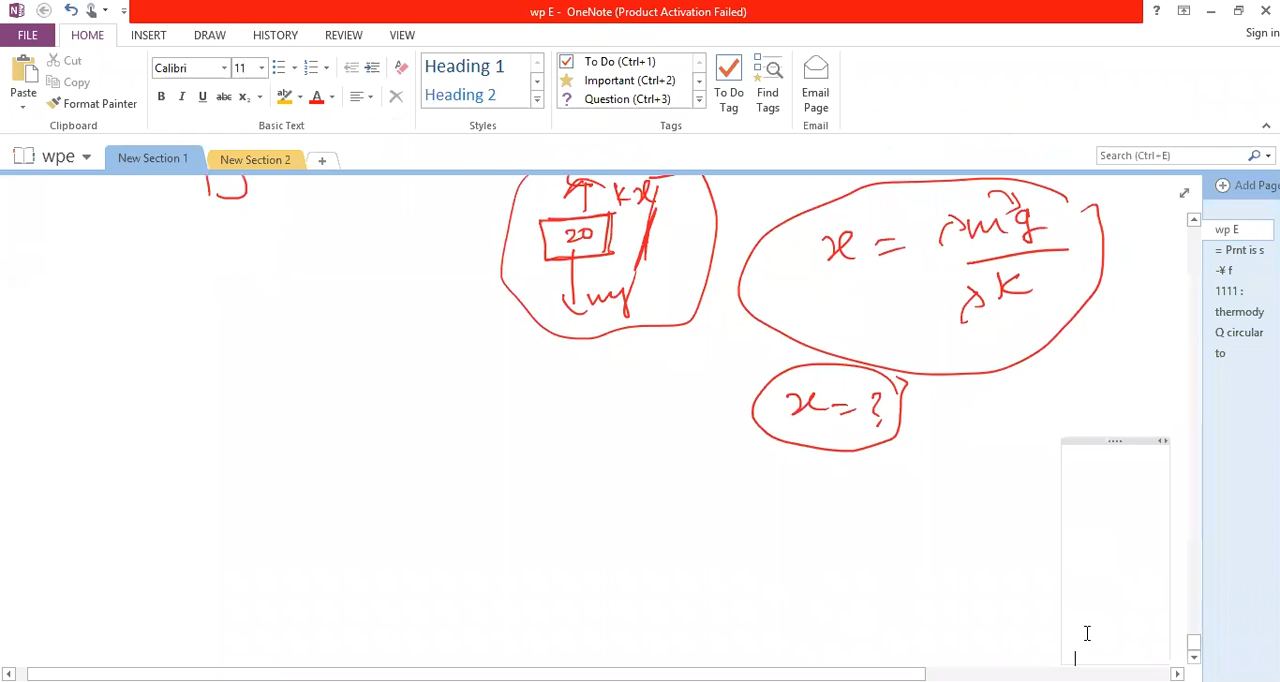 wp E - OneNote (Product Activation Failed)
?
FILE HOME INSERT DRAW HISTORY REVIEW VIEW
Sign in
Paste
Cut
Copy
Format Painter
Clipboard
Calibri 11
B I U abc X₂ A
Basic Text
Heading 1
Heading 2
Styles
To Do (Ctrl+1)
Important (Ctrl+2)
? Question (Ctrl+3)
To Do Tag
Find Tags
Tags
Email Page
Email
wpe
New Section 1
New Section 2
+
Search (Ctrl+E)
Add Page
wp E
= Prnt is s
-¥ f
1111 :
thermody
Q circular
to
kx
20
mg
x = mg
k
x = ?